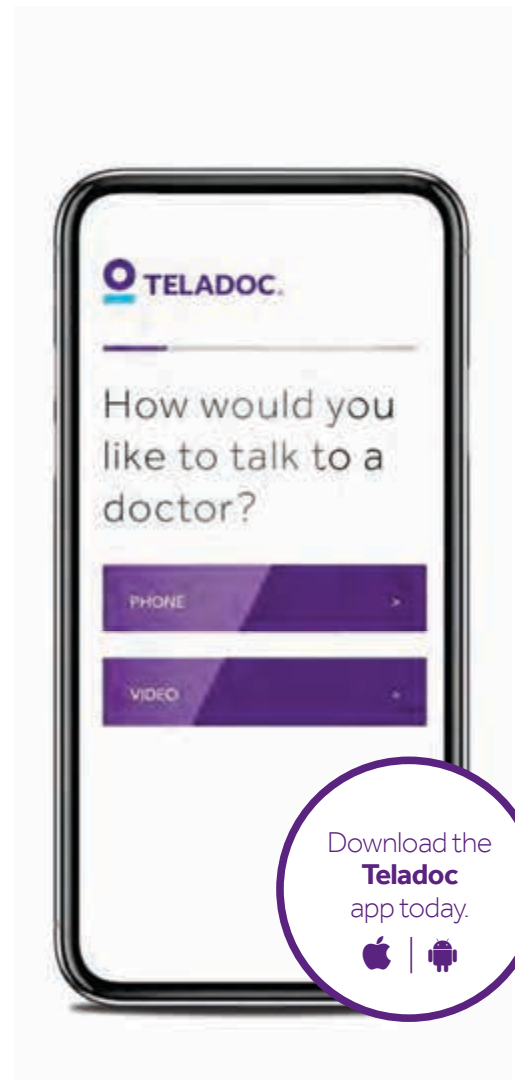 TELADOC.
How would you
like to talk to a
doctor?
PHONE >
VIDEO >
Download the
Teladoc
app today.